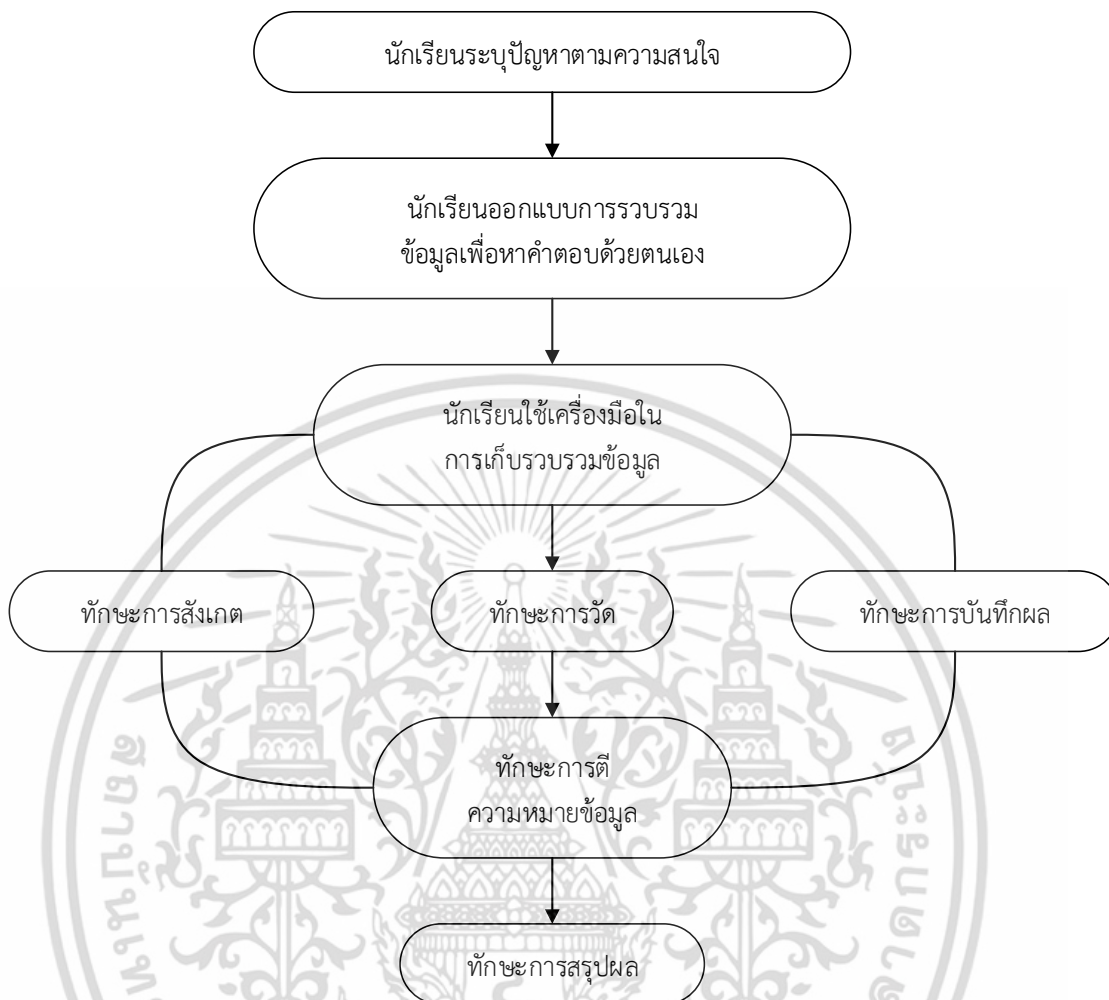 นักเรียนระบุปัญหาตามความสนใจ
นักเรียนออกแบบการรวบรวม
ข้อมูลเพื่อหาคำตอบด้วยตนเอง
นักเรียนใช้เครื่องมือใน
การเก็บรวบรวมข้อมูล
ทักษะการสังเกต
ทักษะการวัด
ทักษะการบันทึกผล
ทักษะการตี
ความหมายข้อมูล
ทักษะการสรุปผล